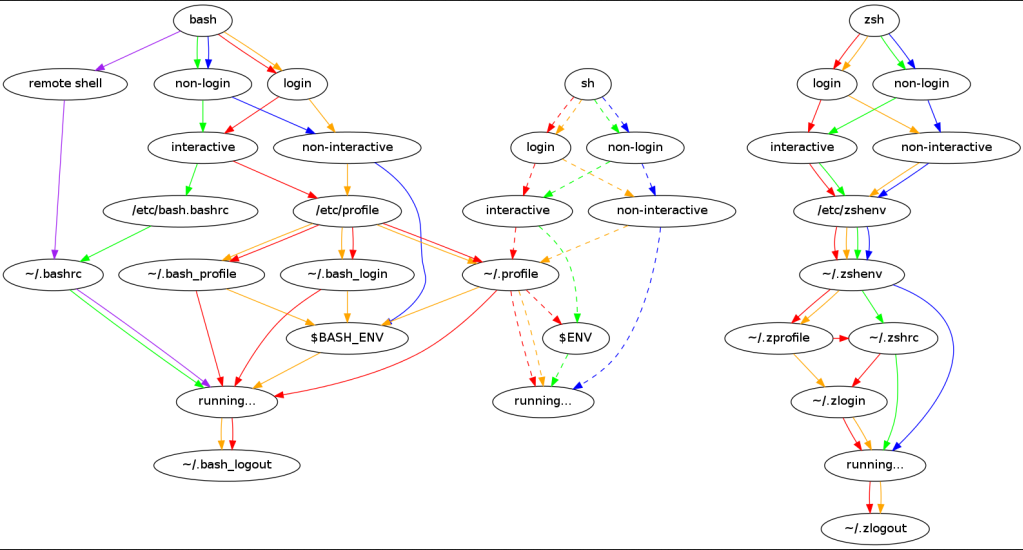 bash
zsh
remote shell
non-login
login
sh
login
non-login
interactive
non-interactive
login
non-login
interactive
non-interactive
/etc/bash.bashrc
/etc/profile
interactive
non-interactive
/etc/zshenv
~/.bashrc
~/.bash_profile
~/.bash_login
~/.profile
~/.zshenv
$BASH_ENV
$ENV
~/.zprofile
~/.zshrc
running...
running...
~/.zlogin
~/.bash_logout
running...
~/.zlogout